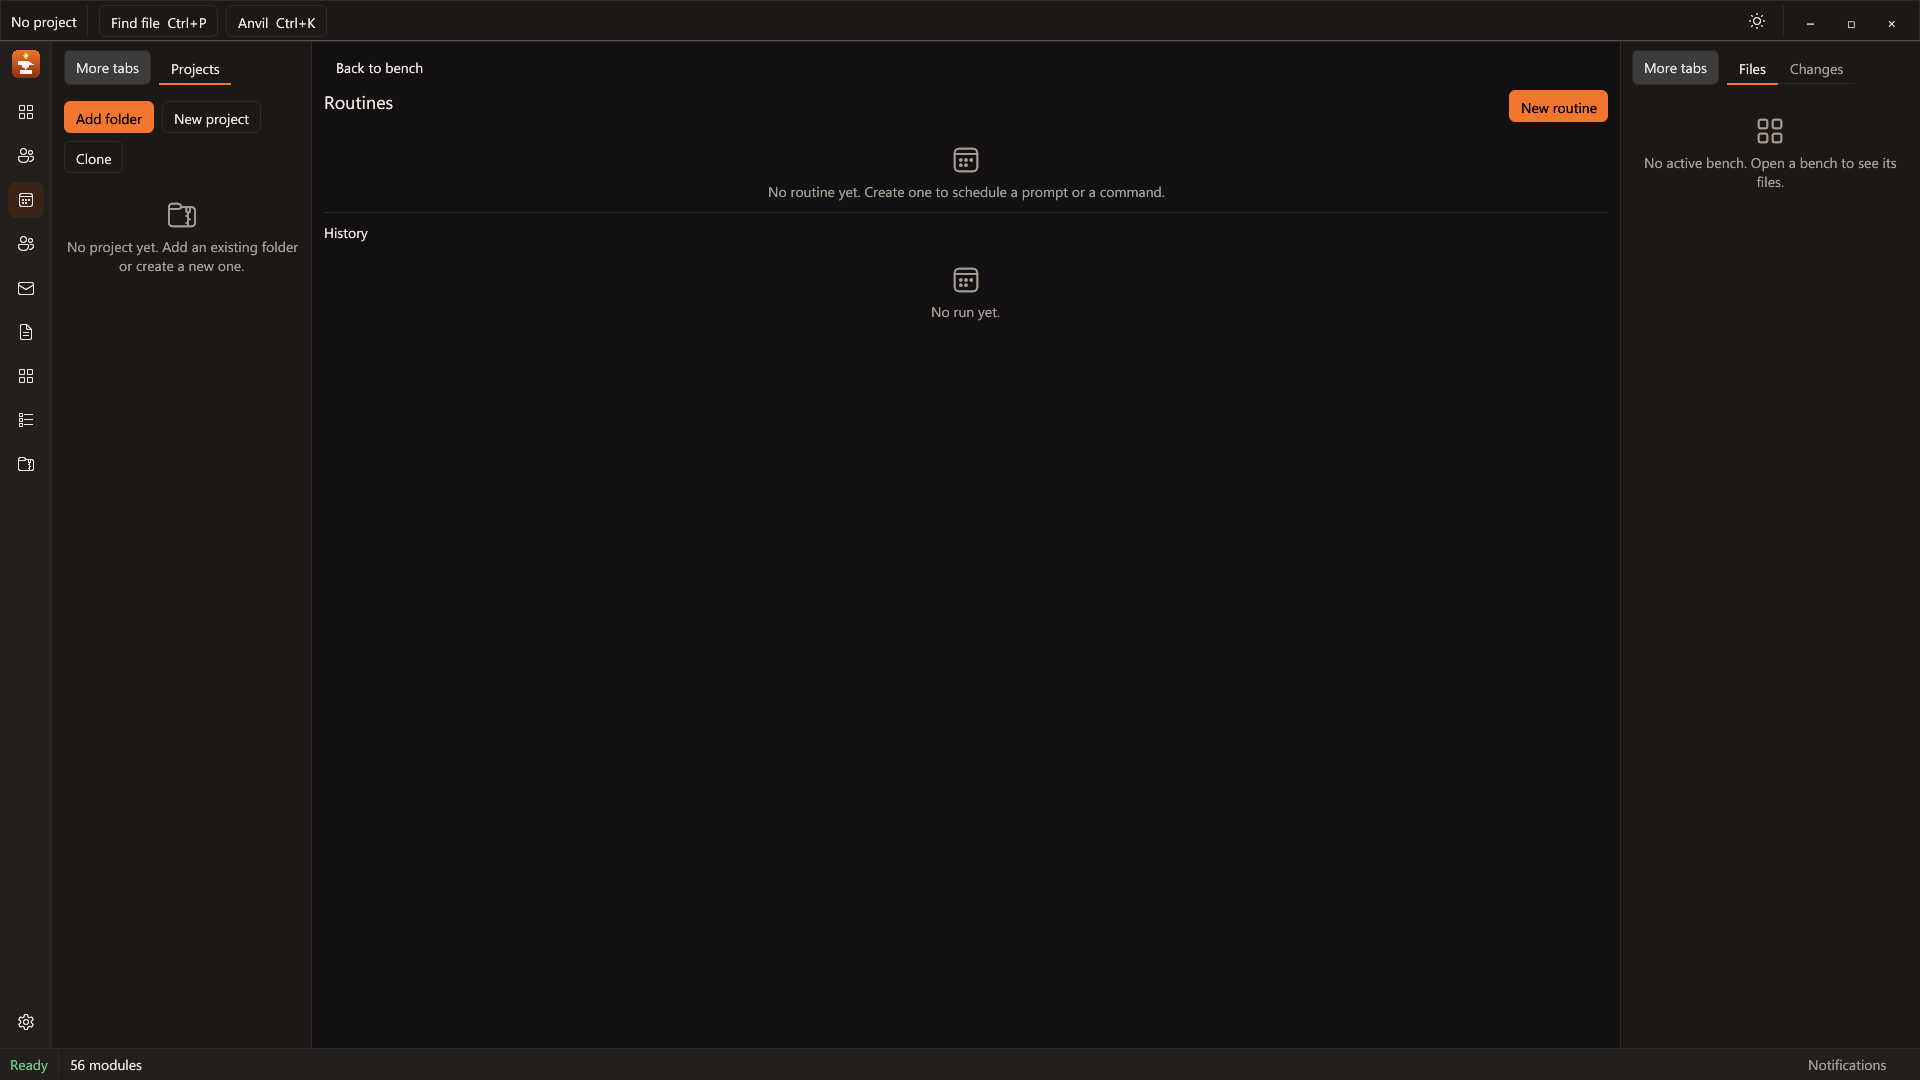 No project
Find file Ctrl+P
Anvil Ctrl+K
More tabs
Projects
Add folder
New project
Clone
No project yet. Add an existing folder
or create a new one.
Back to bench
Routines
New routine
No routine yet. Create one to schedule a prompt or a command.
History
No run yet.
More tabs
Files
Changes
No active bench. Open a bench to see its
files.
Ready
56 modules
Notifications